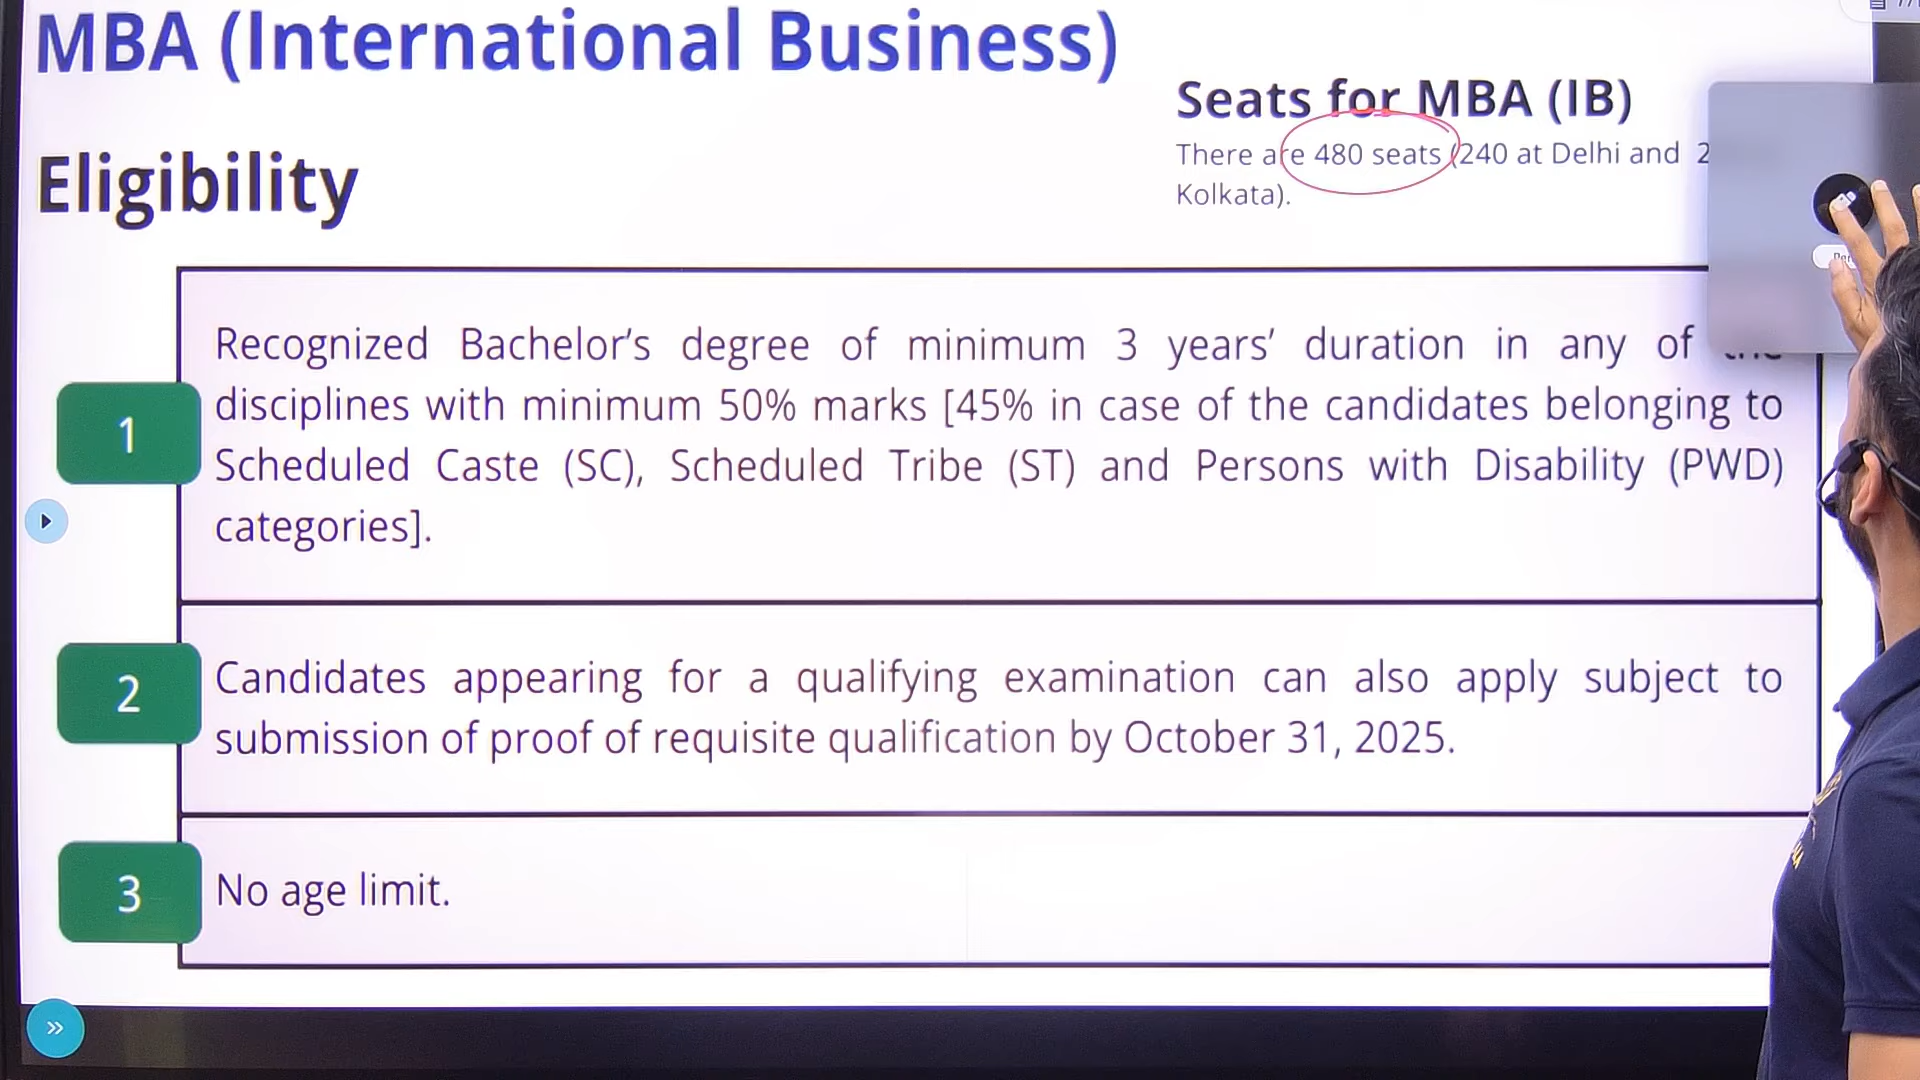 MBA (International Business)
Seats for MBA (IB)
There are 480 seats (240 at Delhi and 2
Kolkata).
Eligibility
1
Recognized Bachelor's degree of minimum 3 years' duration in any of
disciplines with minimum 50% marks [45% in case of the candidates belonging to
Scheduled Caste (SC), Scheduled Tribe (ST) and Persons with Disability (PWD)
categories].
2
Candidates appearing for a qualifying examination can also apply subject to
submission of proof of requisite qualification by October 31, 2025.
3
No age limit.